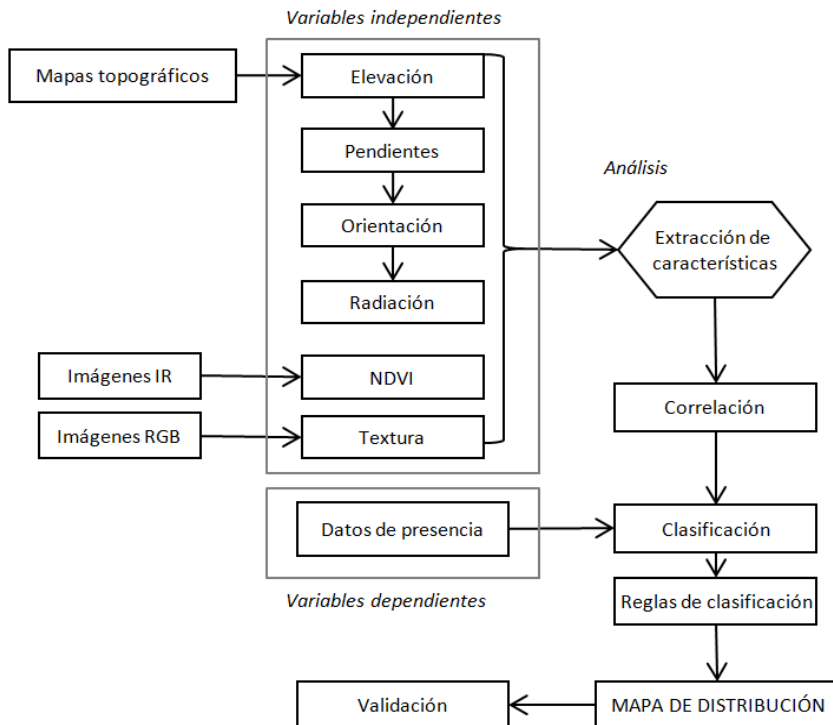 Variables independientes
Mapas topográficos
Elevación
Pendientes
Orientación
Radiación
Imágenes IR
NDVI
Imágenes RGB
Textura
Análisis
Extracción de
características
Correlación
Datos de presencia
Clasificación
Variables dependientes
Reglas de clasificación
MAPA DE DISTRIBUCIÓN
Validación